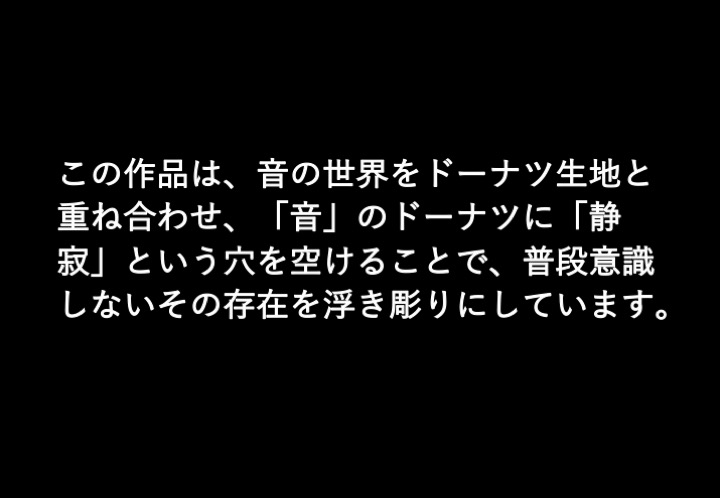 この作品は、音の世界をドーナツ生地と
重ね合わせ、「音」のドーナツに「静
寂」という穴を空けることで、普段意識
しないその存在を浮き彫りにしています。